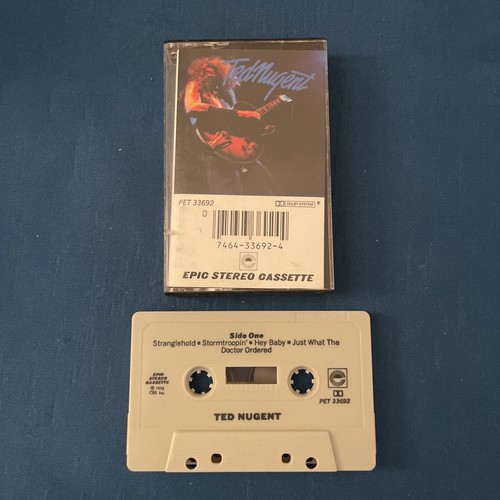 Ted Nugent
PET 33692
DOLBY SYSTEM ®
0
7464-33692-4
EPIC STEREO CASSETTE
Side One
Stranglehold ▪ Stormtroopin' ▪ Hey Baby ▪ Just What The
Doctor Ordered
EPIC
STEREO
CASSETTE
PET 33692
TED NUGENT